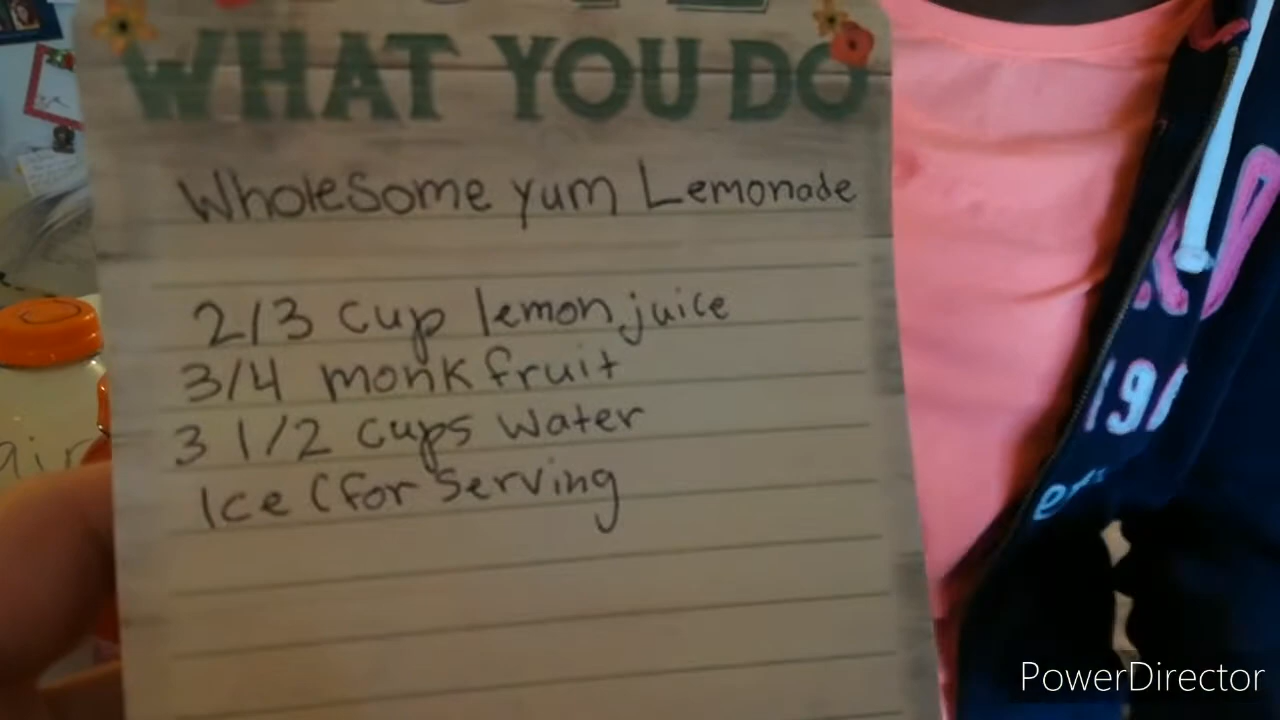 WHAT YOU DO
WholeSome yum Lemonade
2/3 cup lemon juice
3/4 monk fruit
3 1/2 cups water
Ice (for Serving
191
PowerDirector